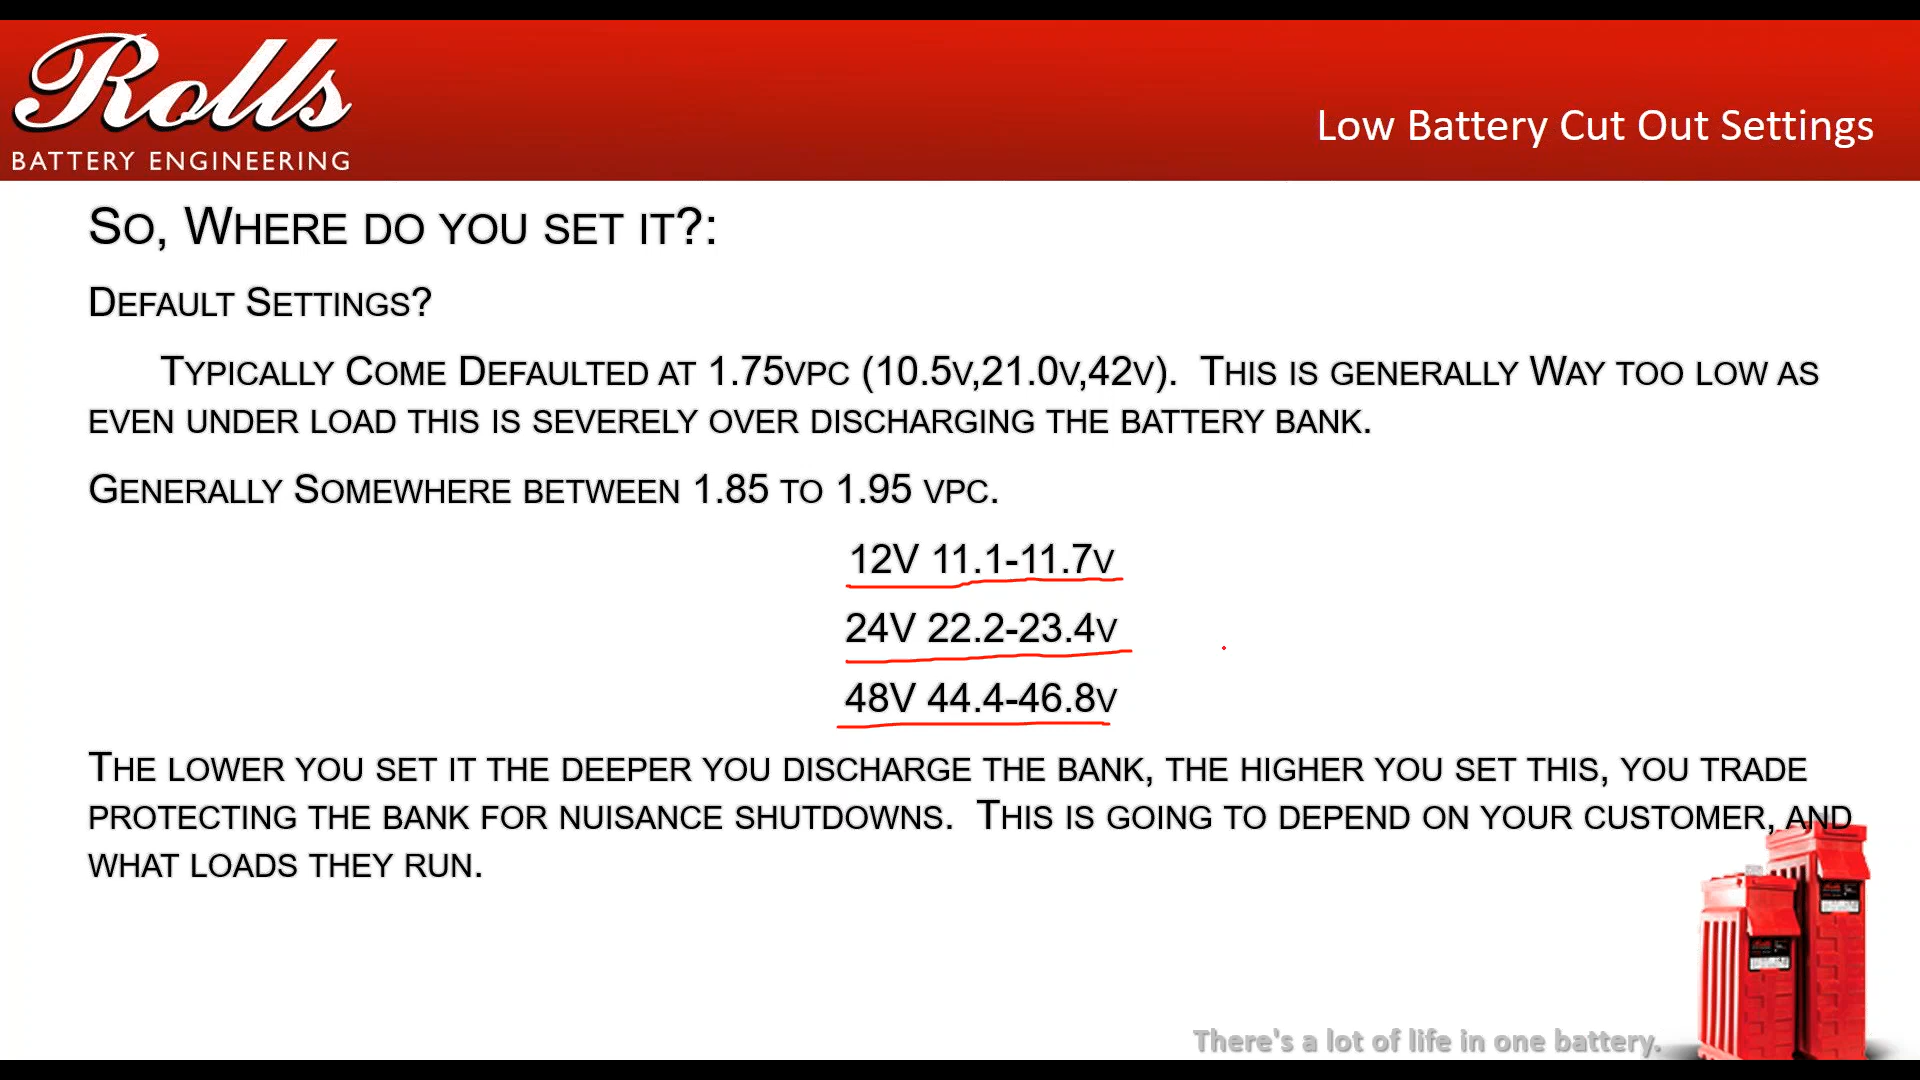 Rolls
BATTERY ENGINEERING
Low Battery Cut Out Settings
SO, WHERE DO YOU SET IT?:
DEFAULT SETTINGS?
TYPICALLY COME DEFAULTED AT 1.75VPC (10.5V,21.0V,42V). THIS IS GENERALLY WAY TOO LOW AS
EVEN UNDER LOAD THIS IS SEVERELY OVER DISCHARGING THE BATTERY BANK.
GENERALLY SOMEWHERE BETWEEN 1.85 TO 1.95 VPC.
12V 11.1-11.7V
24V 22.2-23.4V
48V 44.4-46.8V
THE LOWER YOU SET IT THE DEEPER YOU DISCHARGE THE BANK, THE HIGHER YOU SET THIS, YOU TRADE
PROTECTING THE BANK FOR NUISANCE SHUTDOWNS. THIS IS GOING TO DEPEND ON YOUR CUSTOMER, AND
WHAT LOADS THEY RUN.
There's a lot of life in one battery.